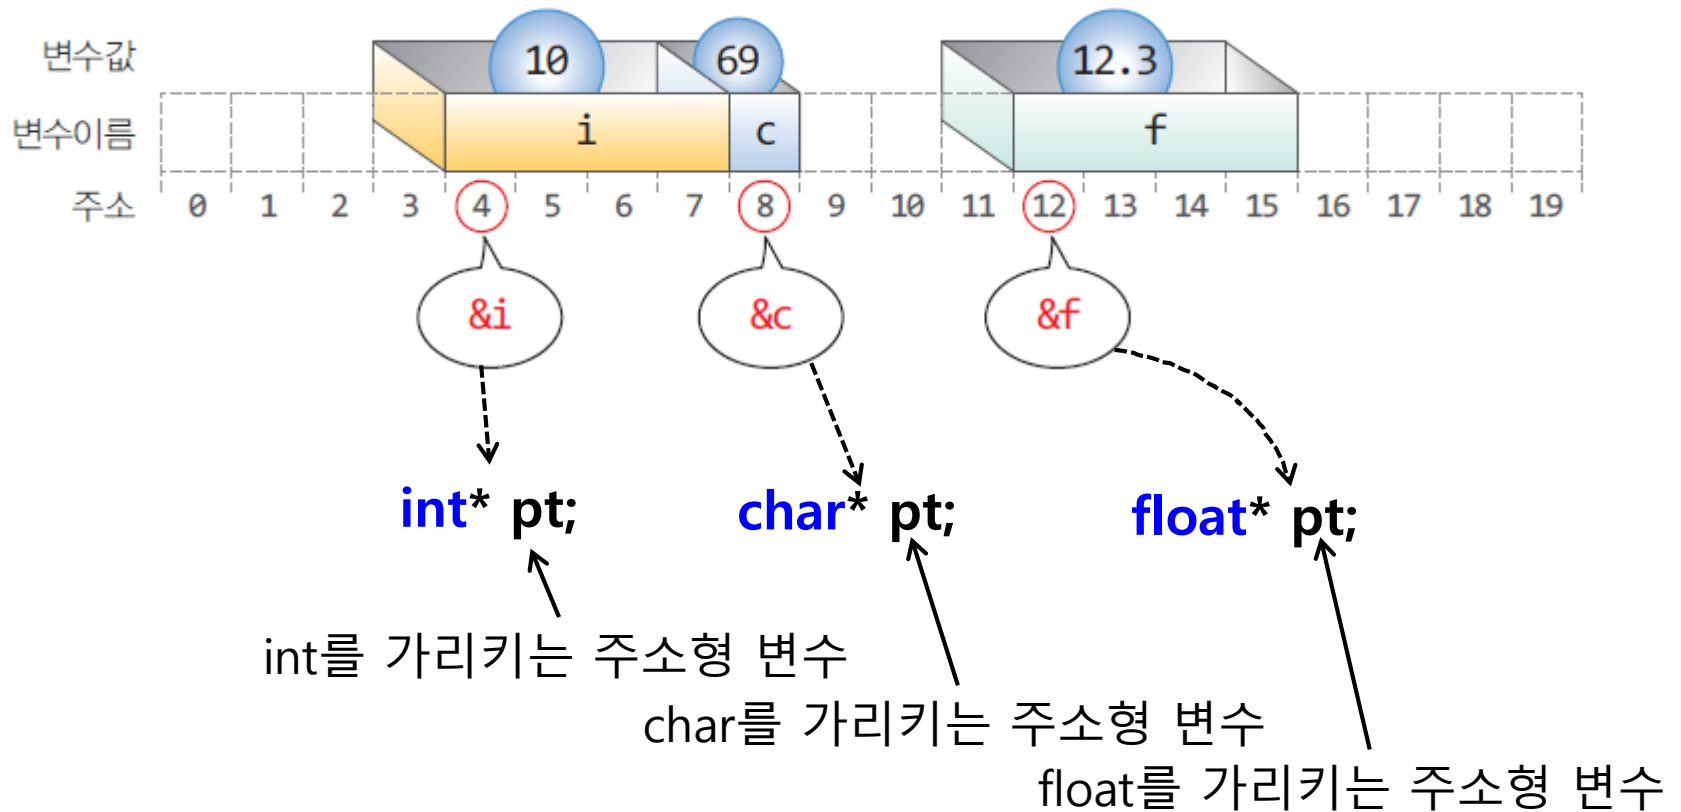 변수값 10 69 12.3
변수이름 i c f
주소 0 1 2 3 4 5 6 7 8 9 10 11 12 13 14 15 16 17 18 19
&i &c &f
int* pt; char* pt; float* pt;
int를 가리키는 주소형 변수
char를 가리키는 주소형 변수
float를 가리키는 주소형 변수